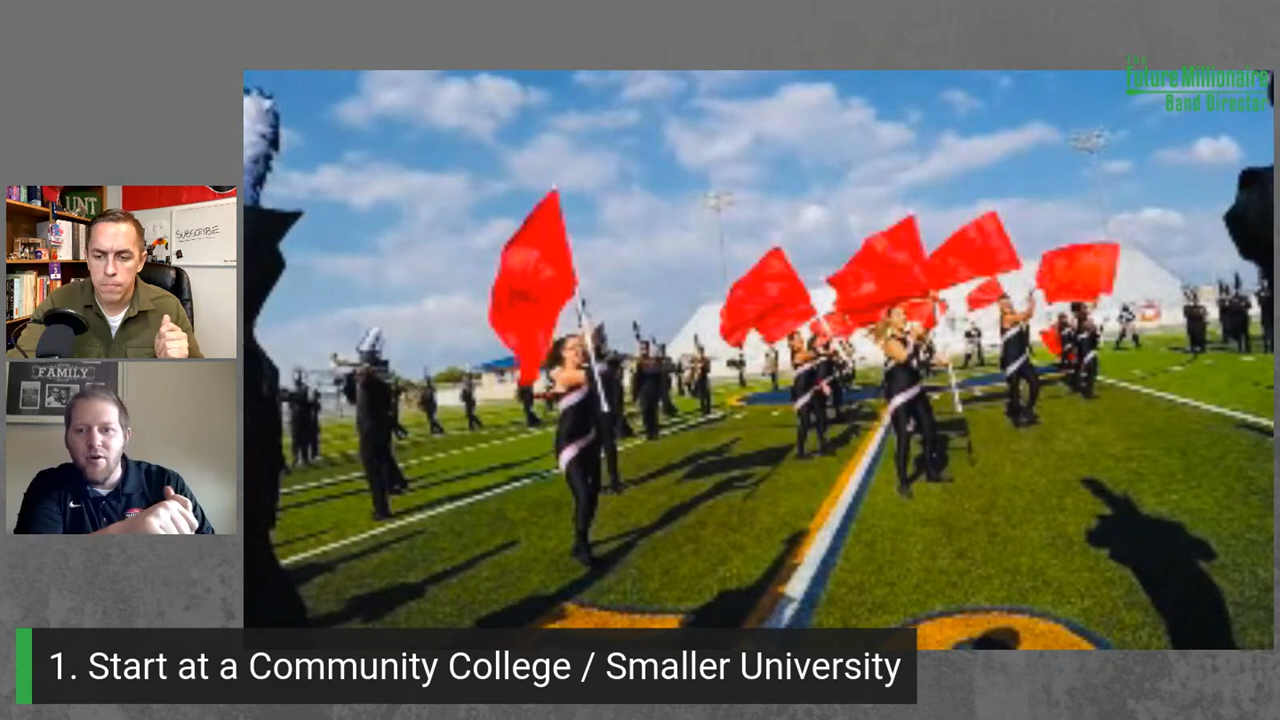 The
Future Millionaire
Band Director
UNT
SUBSCRIBE
FAMILY
1. Start at a Community College / Smaller University